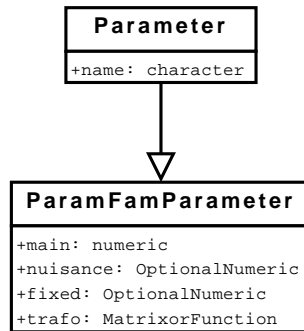 Parameter
+name: character
ParamFamParameter
+main: numeric
+nuisance: OptionalNumeric
+fixed: OptionalNumeric
+trafo: MatrixorFunction